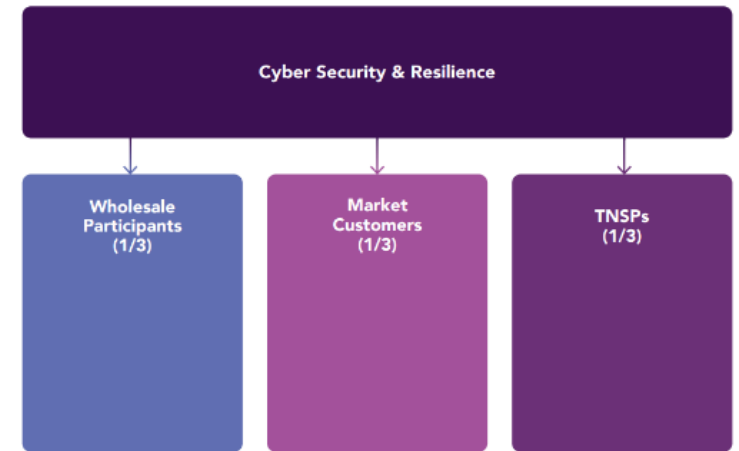 Cyber Security & Resilience
Wholesale
Participants
(1/3)
Market
Customers
(1/3)
TNSPs
(1/3)